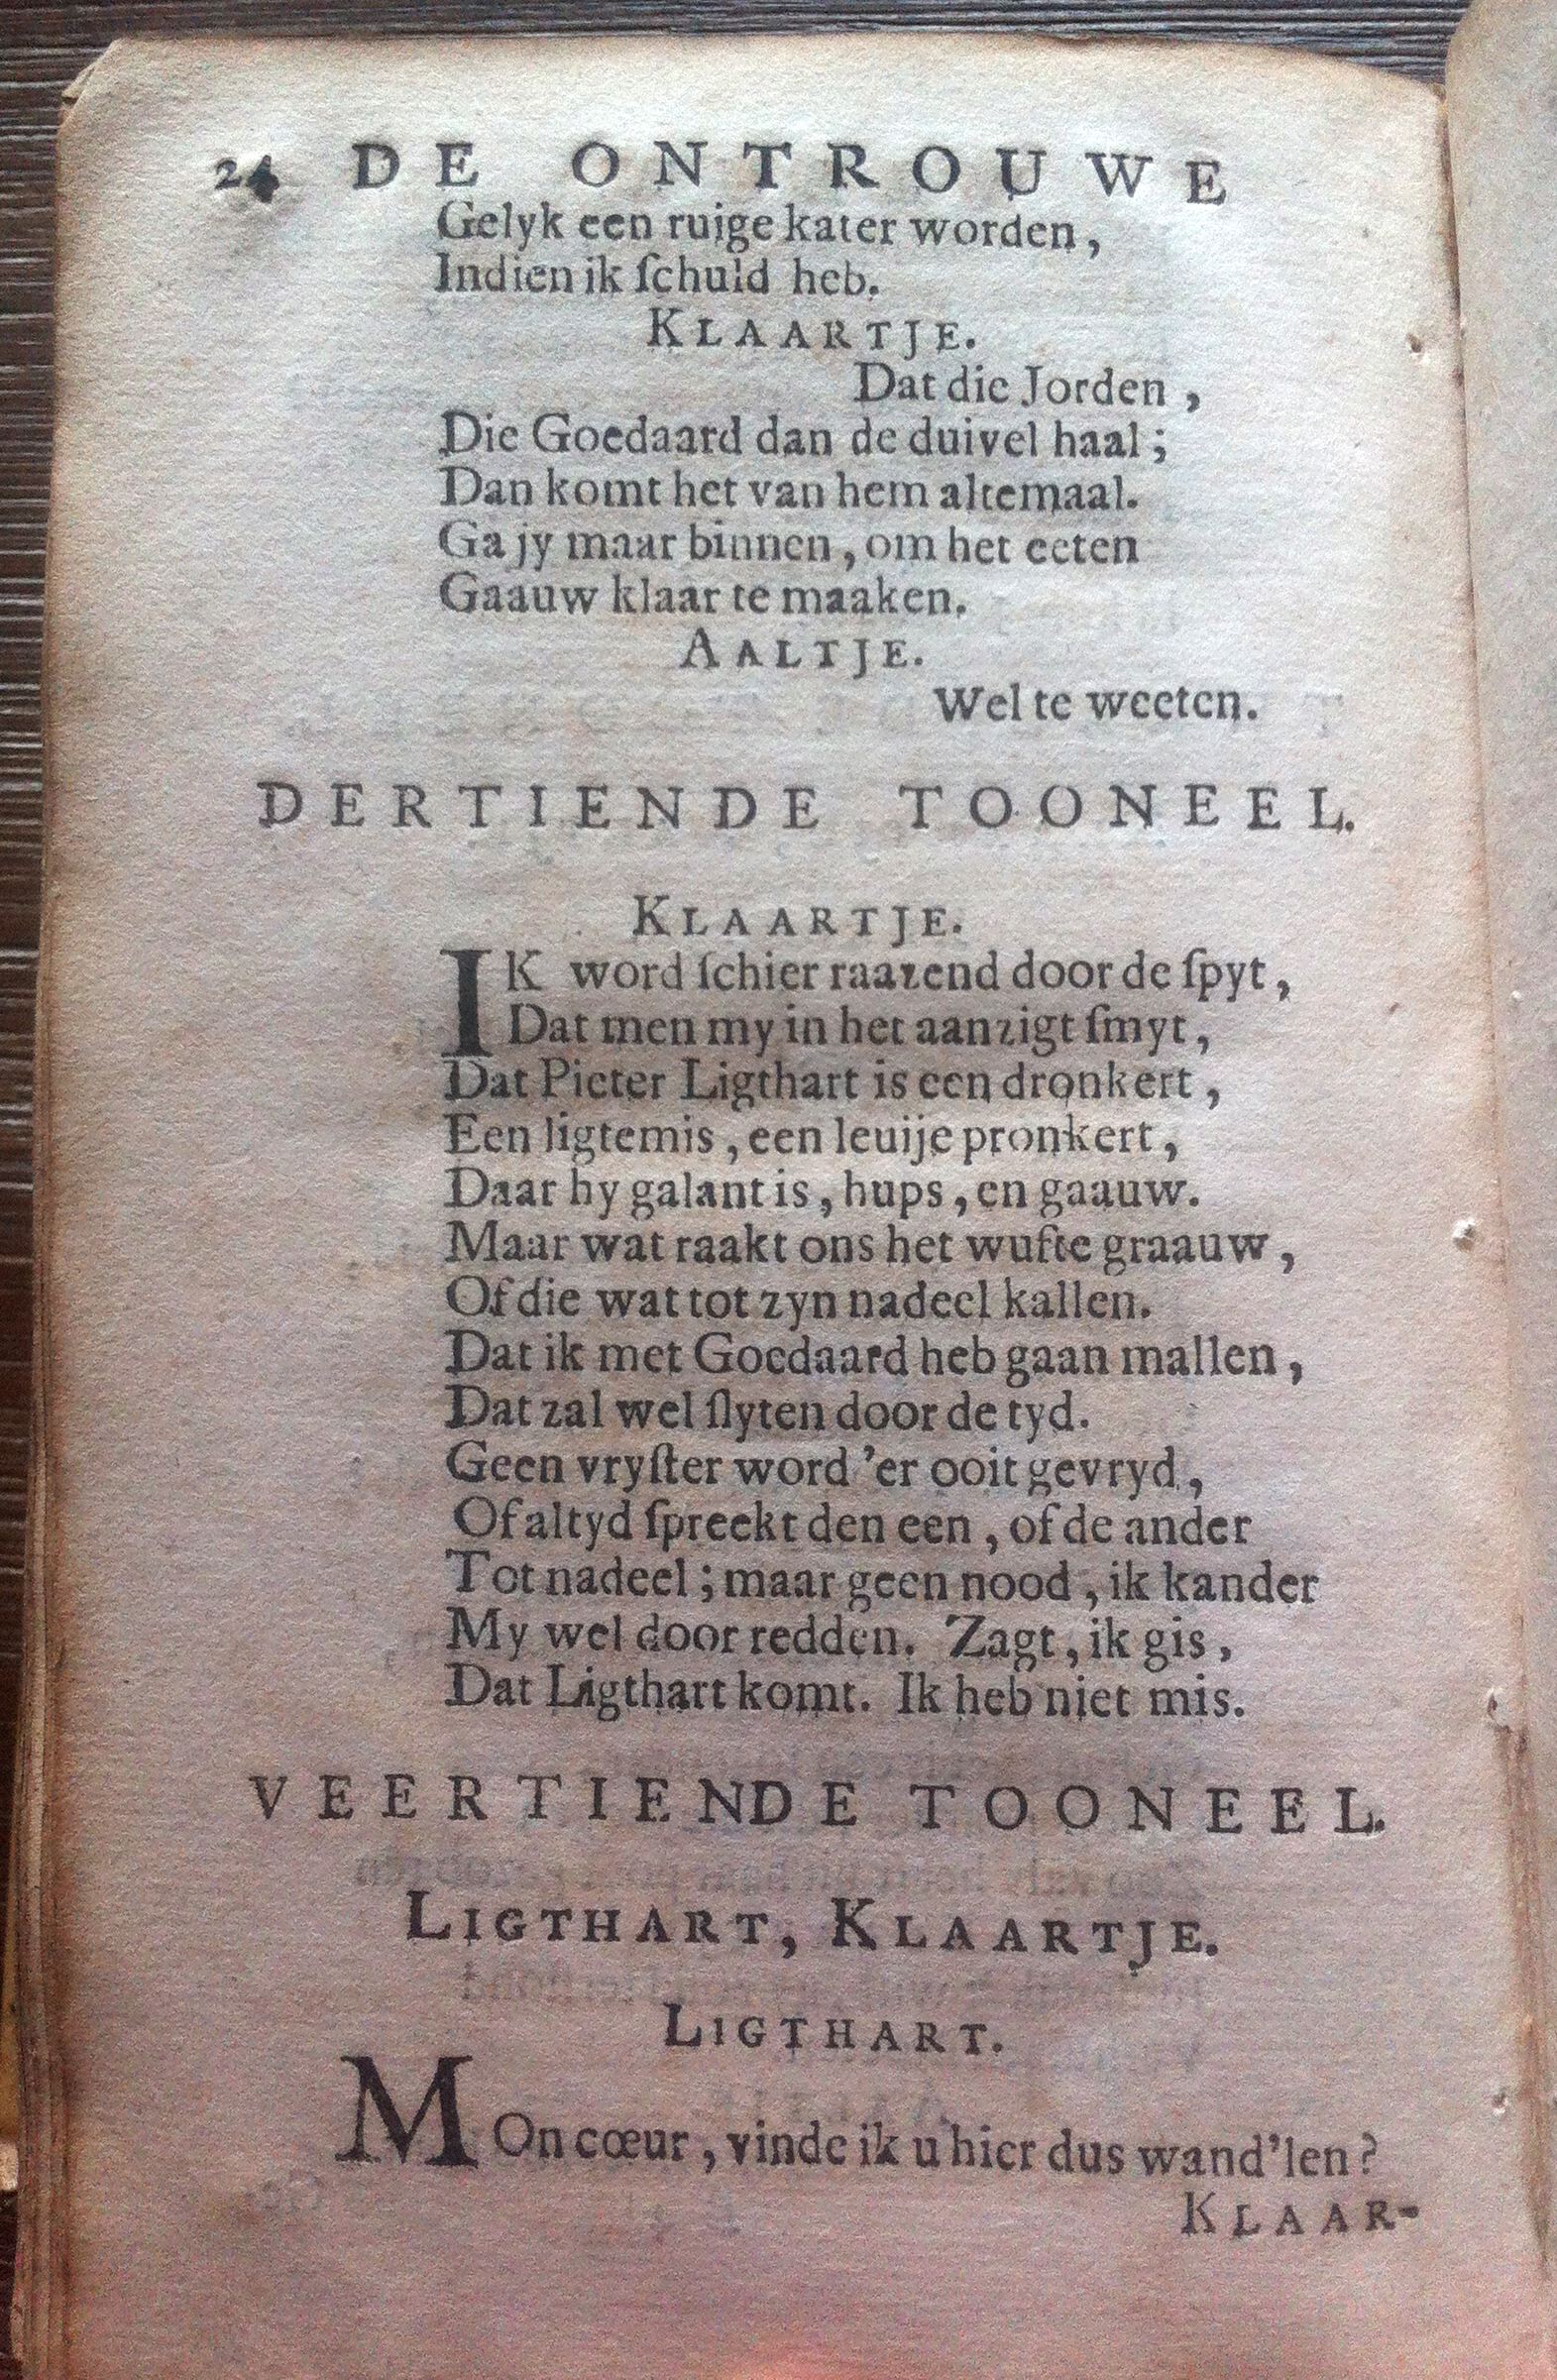 24 DE ONTROUWE
Gelyk een ruige kater worden,
Indien ik ſchuld heb.
KLAARTJE.
Dat die Jorden,
Die Goedaard dan de duivel haal;
Dan komt het van hem altemaal.
Ga jy maar binnen, om het eeten
Gaauw klaar te maaken.
AALTJE.
Wel te weeten.
DERTIENDE TOONEEL.
KLAARTJE.
IK word ſchier raazend door de ſpyt,
Dat men my in het aanzigt ſmyt,
Dat Pieter Ligthart is een dronkert,
Een ligtemis, een leuije pronkert,
Daar hy galant is, hups, en gaauw.
Maar wat raakt ons het wufte graauw,
Of die wat tot zyn nadeel kallen.
Dat ik met Goedaard heb gaan mallen,
Dat zal wel ſlyten door de tyd.
Geen vryſter word 'er ooit gevryd,
Of altyd ſpreekt den een, of de ander
Tot nadeel; maar geen nood, ik kander
My wel door redden. Zagt, ik gis,
Dat Ligthart komt. Ik heb niet mis.
VEERTIENDE TOONEEL.
LIGTHART, KLAARTJE.
LIGTHART.
MOn cœur, vinde ik u hier dus wand'len?
KLAAR-